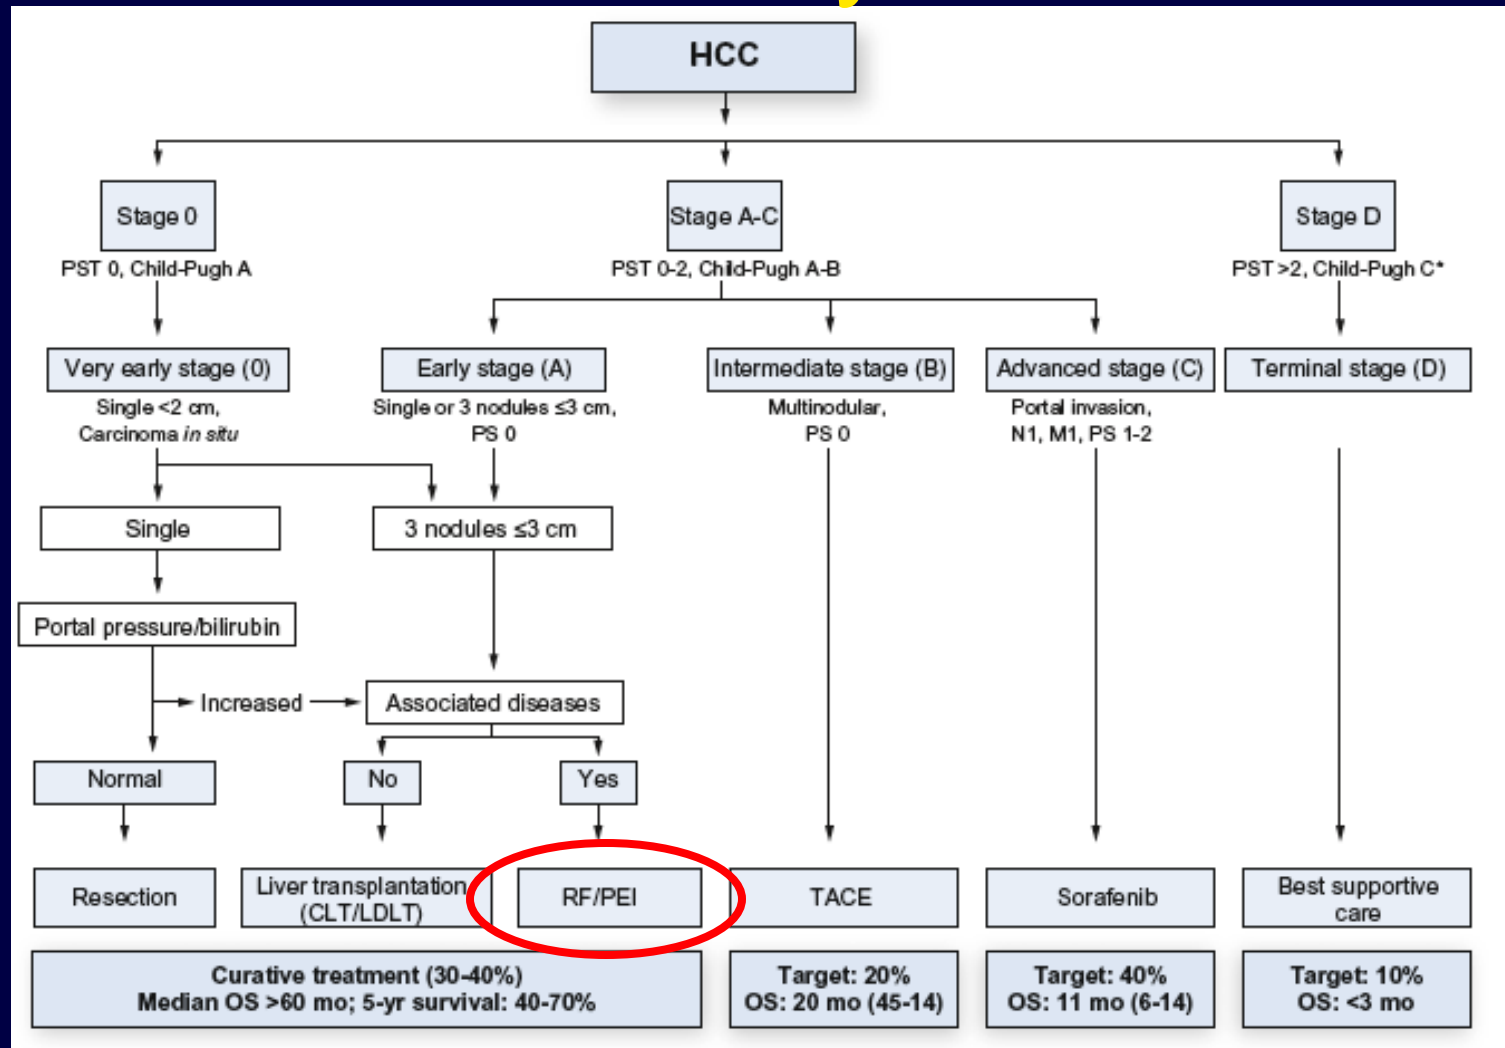 HCC
Stage 0
Stage A-C
Stage D
PST 0, Child-Pugh A
PST 0-2, Child-Pugh A-B
PST >2, Child-Pugh C*
Very early stage (0)
Early stage (A)
Intermediate stage (B)
Advanced stage (C)
Terminal stage (D)
Single <2 cm,
Carcinoma in situ
Single or 3 nodules ≤3 cm,
PS 0
Multinodular,
PS 0
Portal invasion,
N1, M1, PS 1-2
Single
3 nodules ≤3 cm
Portal pressure/bilirubin
Increased
Associated diseases
Normal
No
Yes
Resection
Liver transplantation
(CLT/LDLT)
RF/PEI
TACE
Sorafenib
Best supportive
care
Curative treatment (30-40%)
Median OS >60 mo; 5-yr survival: 40-70%
Target: 20%
OS: 20 mo (45-14)
Target: 40%
OS: 11 mo (6-14)
Target: 10%
OS: <3 mo